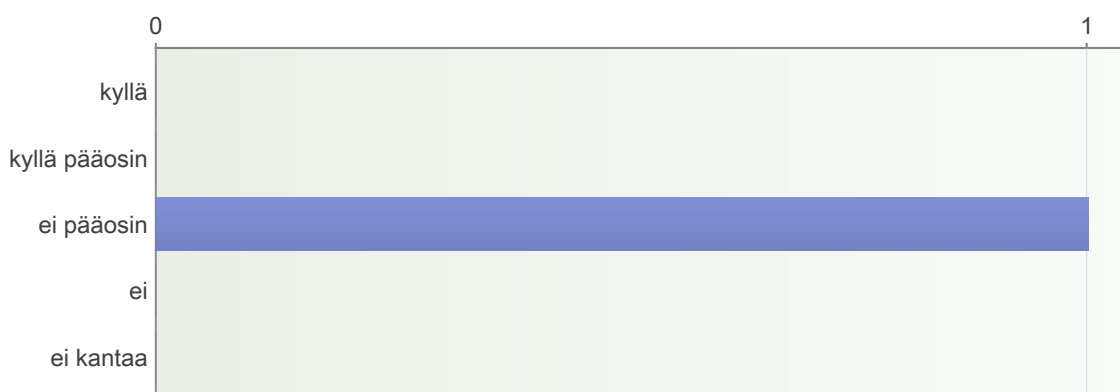 0 1
kyllä
kyllä pääosin
ei pääosin
ei
ei kantaa